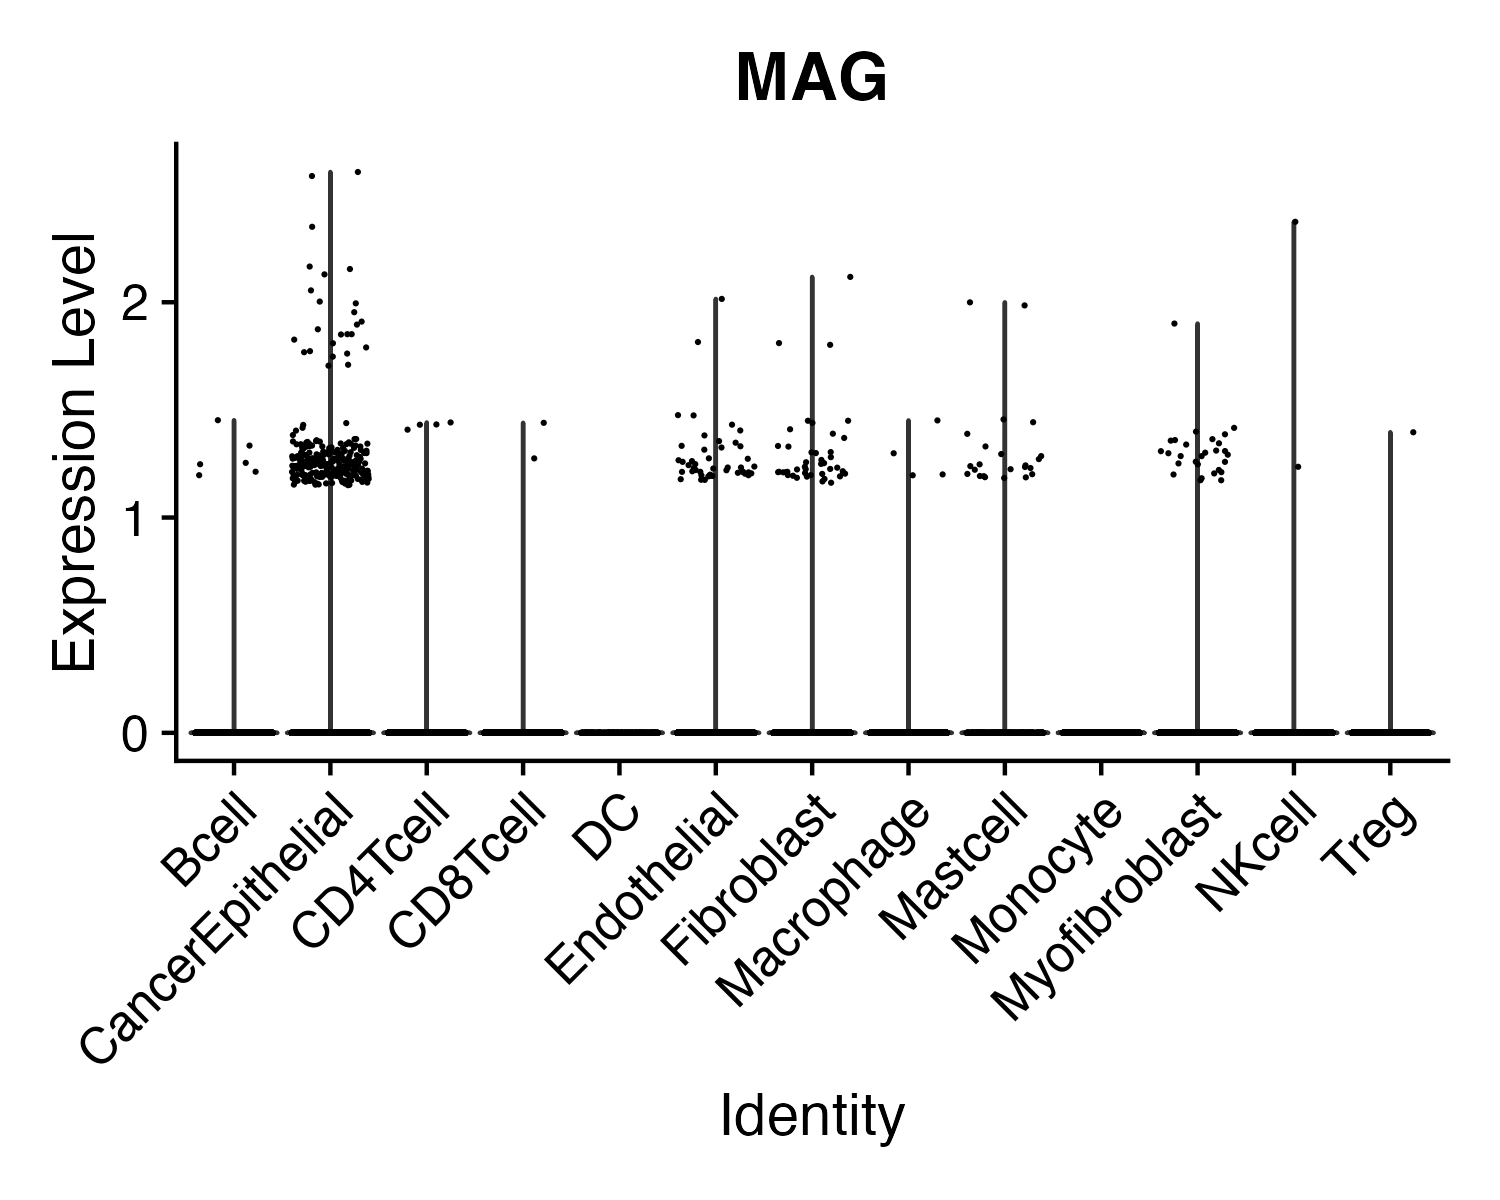 MAG
Expression Level
2
1
0
Bcell
CancerEpithelial
CD4Tcell
CD8Tcell
DC
Endothelial
Fibroblast
Macrophage
Mastcell
Monocyte
Myofibroblast
NKcell
Treg
Identity